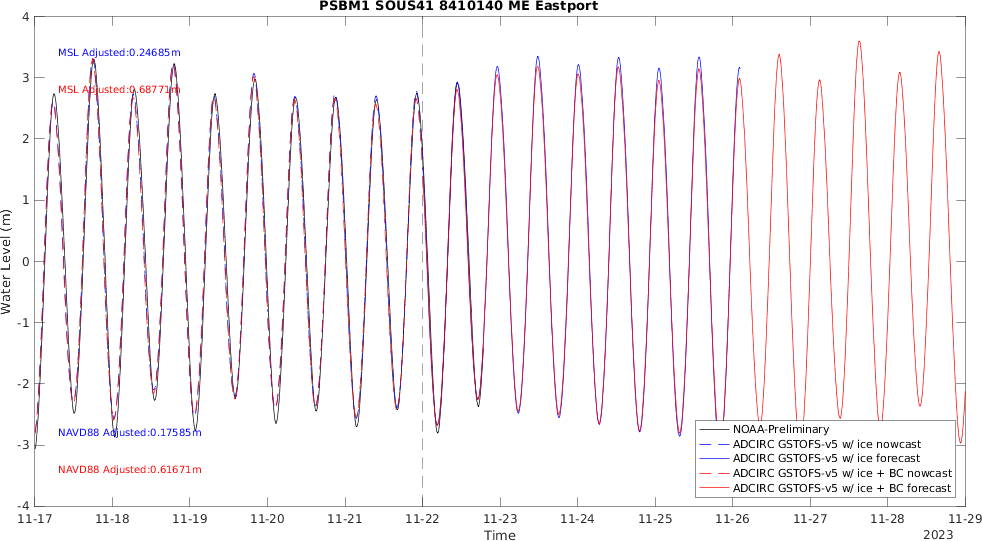 PSBM1 SOUS41 8410140 ME Eastport
4
3
2
1
0
-1
-2
-3
-4
Water Level (m)
MSL Adjusted:0.24685m
MSL Adjusted:0.68771m
NAVD88 Adjusted:0.17585m
NAVD88 Adjusted:0.61671m
NOAA-Preliminary
ADCIRC GSTOFS-v5 w/ ice nowcast
ADCIRC GSTOFS-v5 w/ ice forecast
ADCIRC GSTOFS-v5 w/ ice + BC nowcast
ADCIRC GSTOFS-v5 w/ ice + BC forecast
11-17 11-18 11-19 11-20 11-21 11-22 11-23 11-24 11-25 11-26 11-27 11-28 11-29
Time
2023